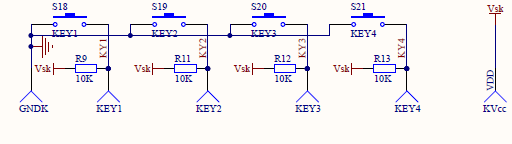 S18 S19 S20 S21 Vsk
KEY1 KEY2 KEY3 KEY4
KY1 KY2 KY3 KY4
Vsk R9 Vsk R11 Vsk R12 Vsk R13
10K 10K 10K 10K
VDD
GNDK KEY1 KEY2 KEY3 KEY4 KVcc